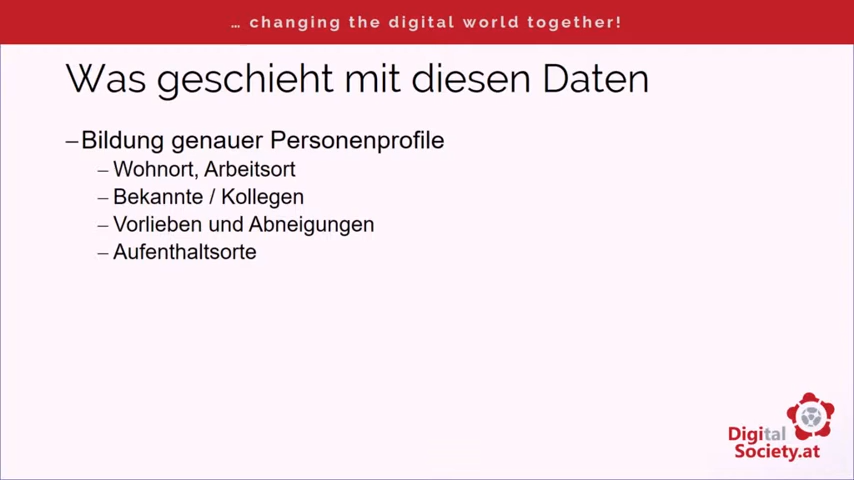 … changing the digital world together!
Was geschieht mit diesen Daten
–Bildung genauer Personenprofile
– Wohnort, Arbeitsort
– Bekannte / Kollegen
– Vorlieben und Abneigungen
– Aufenthaltsorte
Digital
Society.at